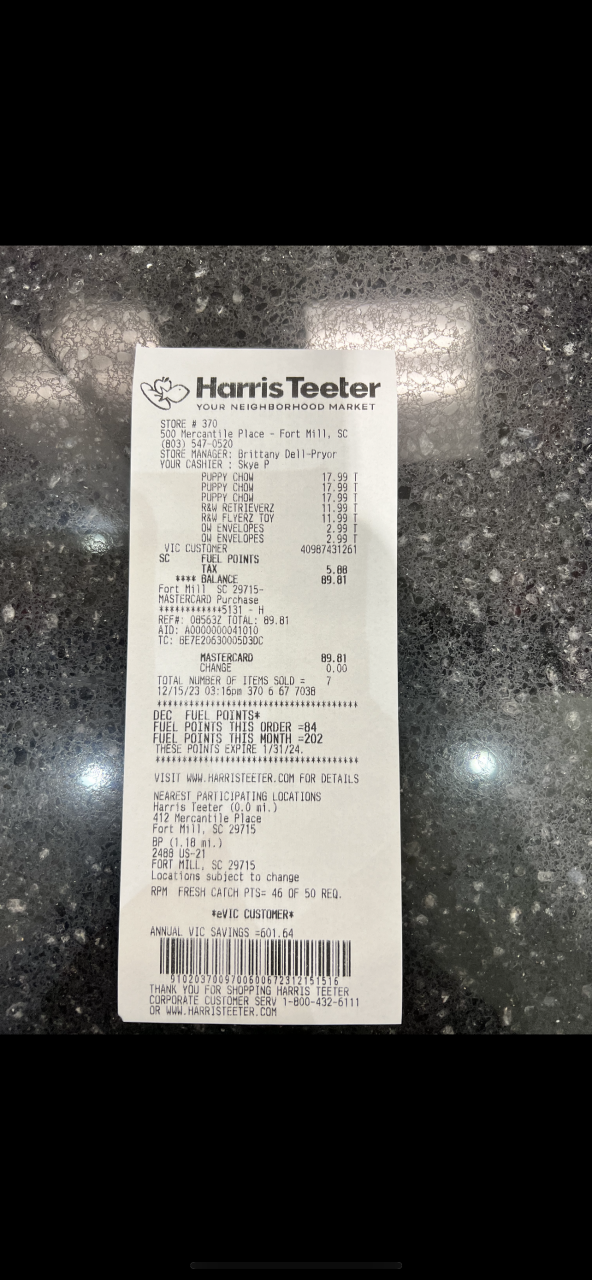 Harris Teeter
YOUR NEIGHBORHOOD MARKET
STORE # 370
500 Mercantile Place - Fort Mill, SC
(803) 547-0520
STORE MANAGER: Brittany Dell-Pryor
YOUR CASHIER : Skye P
PUPPY CHOW 17.99 T
PUPPY CHOW 17.99 T
PUPPY CHOW 17.99 T
R&W RETRIEVERZ 11.99 T
R&W FLYERZ TOY 11.99 T
OW ENVELOPES 2.99 T
OW ENVELOPES 2.99 T
VIC CUSTOMER 40987431261
SC FUEL POINTS
TAX 5.88
**** BALANCE 89.81
Fort Mill SC 29715-
MASTERCARD Purchase
************5131 - H
REF#: 08563Z TOTAL: 89.81
AID: A0000000041010
TC: 8E7E20630005D3DC
MASTERCARD 89.81
CHANGE 0.00
TOTAL NUMBER OF ITEMS SOLD = 7
12/15/23 03:16pm 370 6 67 7038
************************************
DEC FUEL POINTS*
FUEL POINTS THIS ORDER =84
FUEL POINTS THIS MONTH =202
THESE POINTS EXPIRE 1/31/24.
************************************
VISIT WWW.HARRISTEETER.COM FOR DETAILS
NEAREST PARTICIPATING LOCATIONS
Harris Teeter (0.0 mi.)
412 Mercantile Place
Fort Mill, SC 29715
BP (1.18 mi.)
2488 US-21
FORT MILL, SC 29715
Locations subject to change
RPM FRESH CATCH PTS= 46 OF 50 REQ.
*eVIC CUSTOMER*
ANNUAL VIC SAVINGS =601.64
9102037009700600672312151516
THANK YOU FOR SHOPPING HARRIS TEETER
CORPORATE CUSTOMER SERV 1-800-432-6111
OR WWW.HARRISTEETER.COM